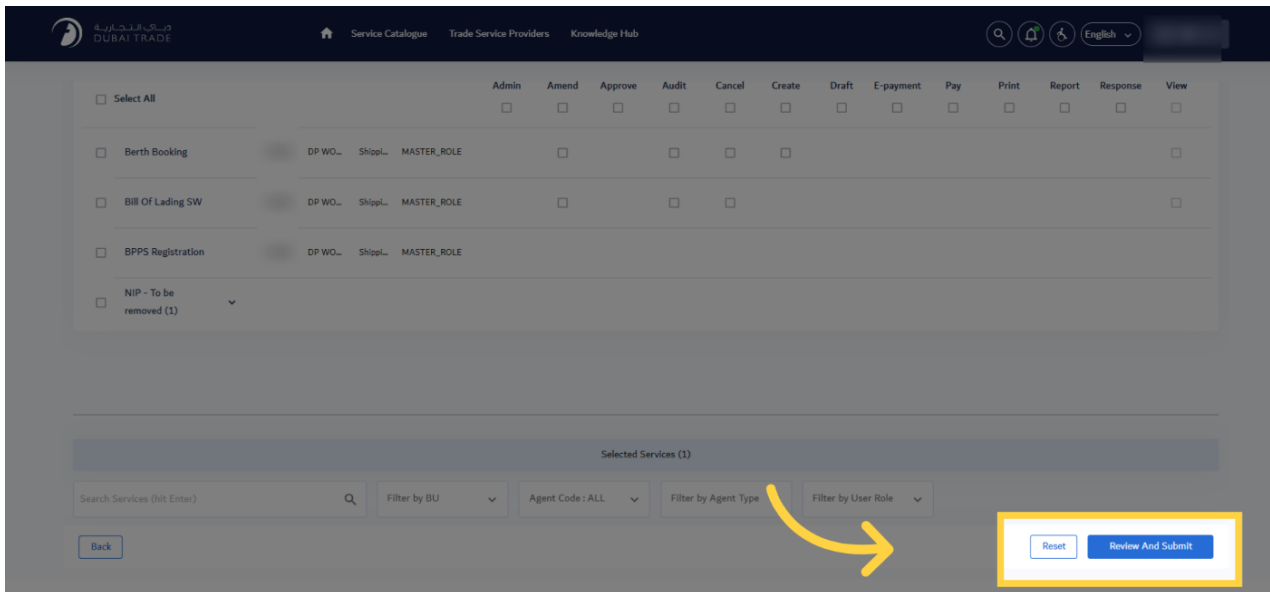 دبي التجارية
DUBAI TRADE
Service Catalogue Trade Service Providers Knowledge Hub English
Select All Admin Amend Approve Audit Cancel Create Draft E-payment Pay Print Report Response View
Berth Booking DP WO... Shippi... MASTER_ROLE
Bill Of Lading SW DP WO... Shippi... MASTER_ROLE
BPPS Registration DP WO... Shippi... MASTER_ROLE
NIP - To be
removed (1)
Selected Services (1)
Search Services (hit Enter) Filter by BU Agent Code : ALL Filter by Agent Type Filter by User Role
Back Reset Review And Submit